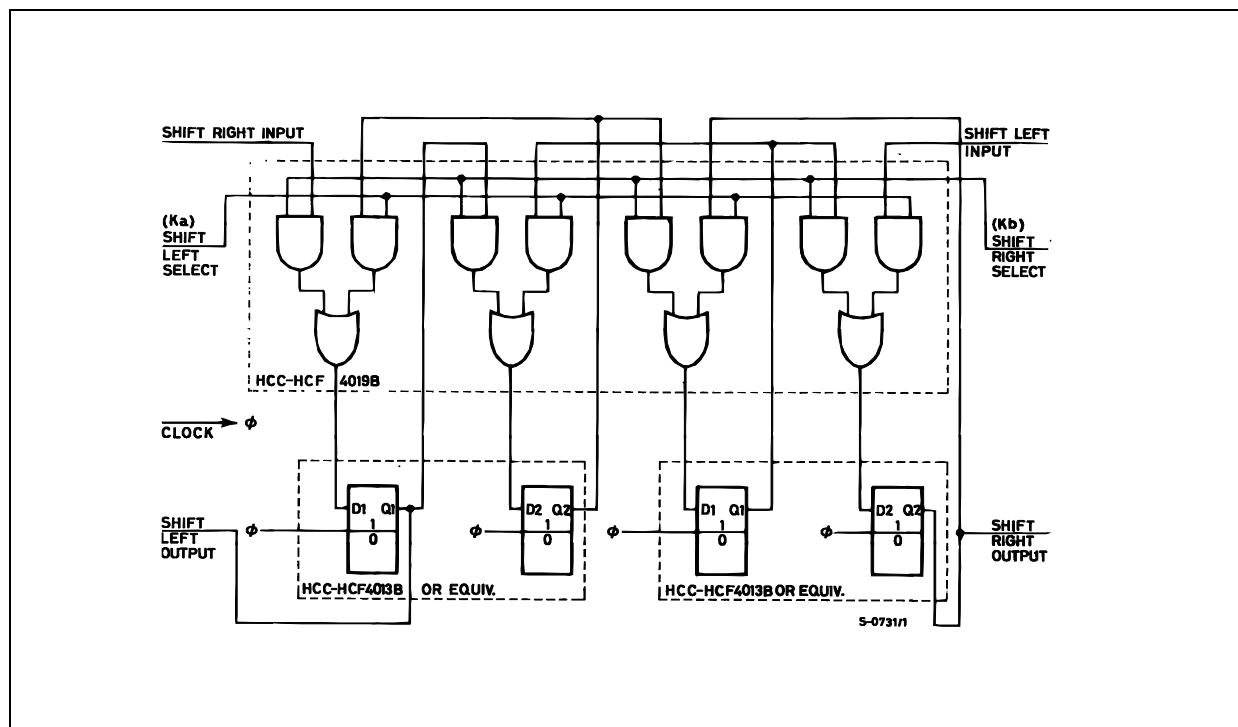 SHIFT RIGHT INPUT
SHIFT LEFT
INPUT
(Ka)
SHIFT
LEFT
SELECT
(Kb)
SHIFT
RIGHT
SELECT
HCC-HCF 4019B
CLOCK
ϕ
SHIFT
LEFT
OUTPUT
ϕ
D1 Q1
1
0
ϕ
D2 Q2
1
0
ϕ
D1 Q1
1
0
ϕ
D2 Q2
1
0
SHIFT
RIGHT
OUTPUT
HCC-HCF4013B OR EQUIV.
HCC-HCF4013B OR EQUIV.
S-0731/1